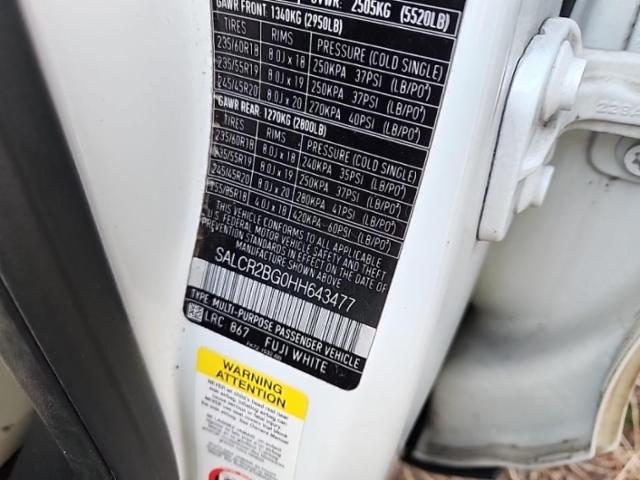 GVWR: 2505KG (5520LB)
GAWR FRONT: 1340KG (2950LB)
TIRES RIMS PRESSURE (COLD SINGLE)
235/60R18 8.0J x 18 250KPA 37PSI (LB/PO²)
235/55R19 8.0J x 19 250KPA 37PSI (LB/PO²)
245/45R20 8.0J x 20 270KPA 40PSI (LB/PO²)
GAWR REAR: 1270KG (2800LB)
TIRES RIMS PRESSURE (COLD SINGLE)
235/60R18 8.0J x 18 240KPA 35PSI (LB/PO²)
235/55R19 8.0J x 19 250KPA 37PSI (LB/PO²)
245/45R20 8.0J x 20 280KPA 41PSI (LB/PO²)
155/85R18 4.0J x 18 420KPA 60PSI (LB/PO²)
THIS VEHICLE CONFORMS TO ALL APPLICABLE
U.S. FEDERAL MOTOR VEHICLE SAFETY AND THEFT
PREVENTION STANDARDS IN EFFECT ON THE DATE OF
SALCR2BG0HH643477
TYPE: MULTI-PURPOSE PASSENGER VEHICLE
LRC: 867 FUJI WHITE
WARNING
ATTENTION